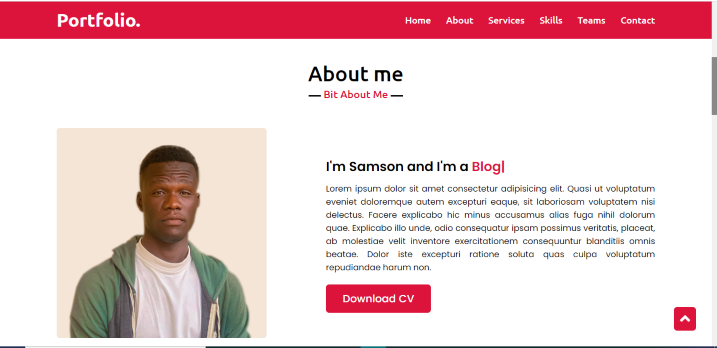 Portfolio.
Home About Services Skills Teams Contact
About me
Bit About Me
I'm Samson and I'm a Blog|
Lorem ipsum dolor sit amet consectetur adipisicing elit. Quasi ut voluptatum
eveniet doloremque autem excepturi eaque, sit laboriosam voluptatem nisi
delectus. Facere explicabo hic minus accusamus alias fuga nihil dolorum
quae. Explicabo illo unde, odio consequatur ipsam possimus veritatis, placeat,
ab molestiae velit inventore exercitationem consequuntur blanditiis omnis
beatae. Dolor iste excepturi ratione soluta quas culpa voluptatum
repudiandae harum non.
Download CV